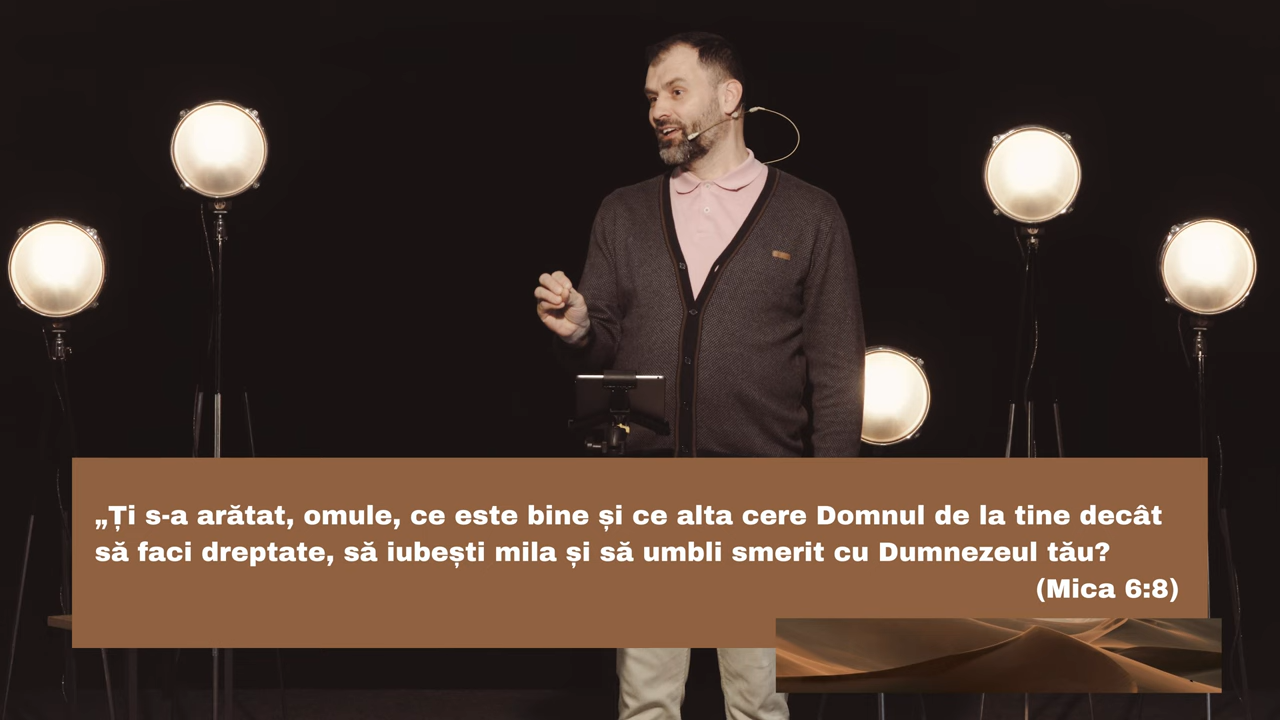 „Ți s-a arătat, omule, ce este bine și ce alta cere Domnul de la tine decât
să faci dreptate, să iubești mila și să umbli smerit cu Dumnezeul tău?
(Mica 6:8)